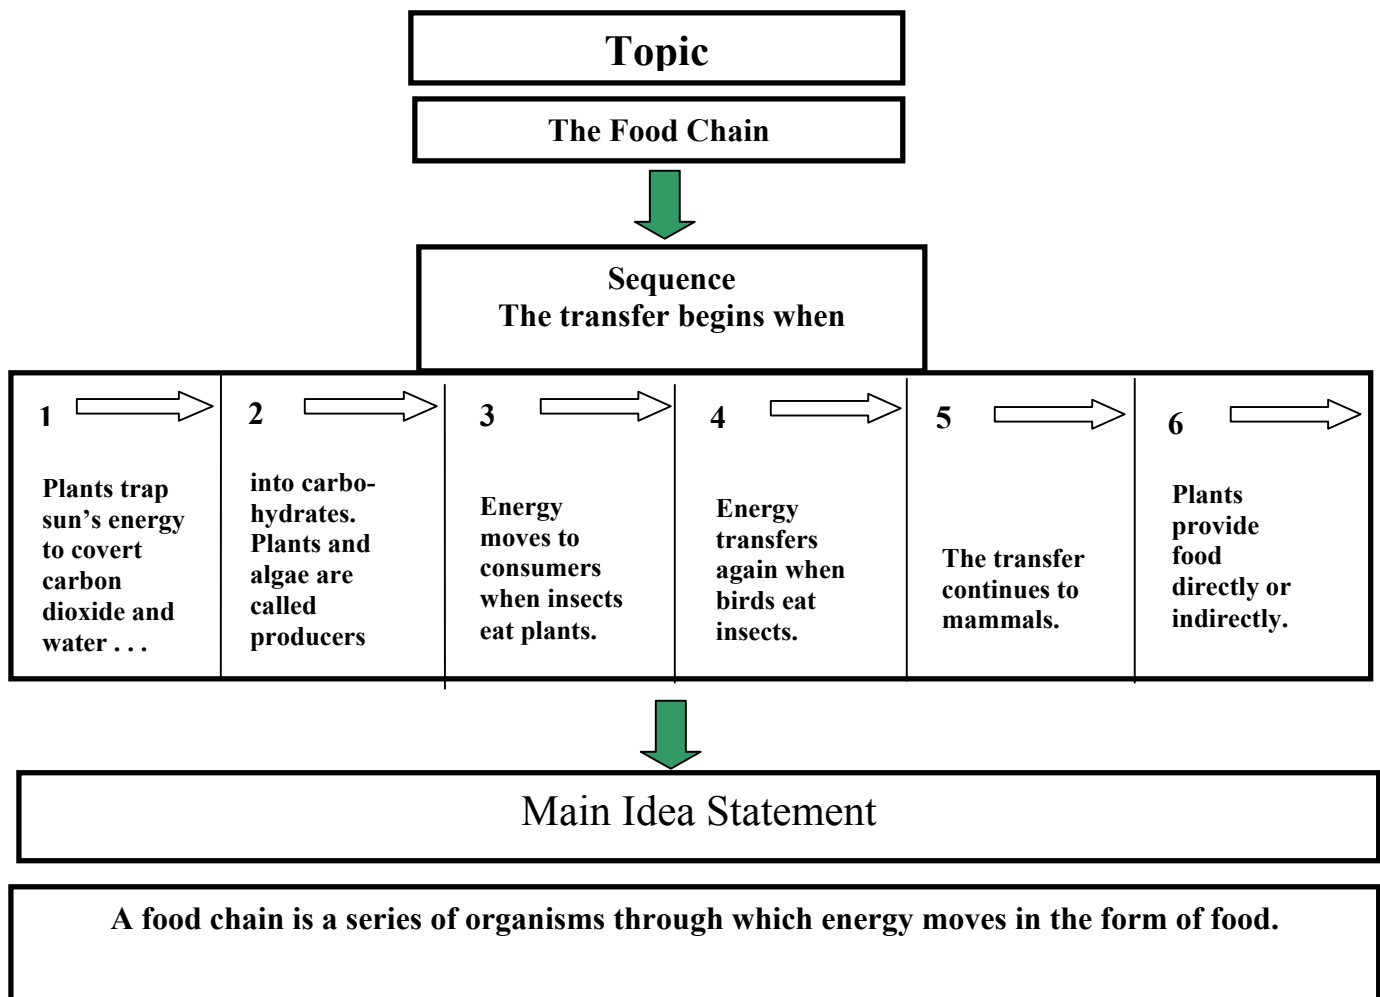 Topic
The Food Chain
Sequence
The transfer begins when
1
Plants trap
sun’s energy
to covert
carbon
dioxide and
water . . .
2
into carbo-
hydrates.
Plants and
algae are
called
producers
3
Energy
moves to
consumers
when insects
eat plants.
4
Energy
transfers
again when
birds eat
insects.
5
The transfer
continues to
mammals.
6
Plants
provide
food
directly or
indirectly.
Main Idea Statement
A food chain is a series of organisms through which energy moves in the form of food.